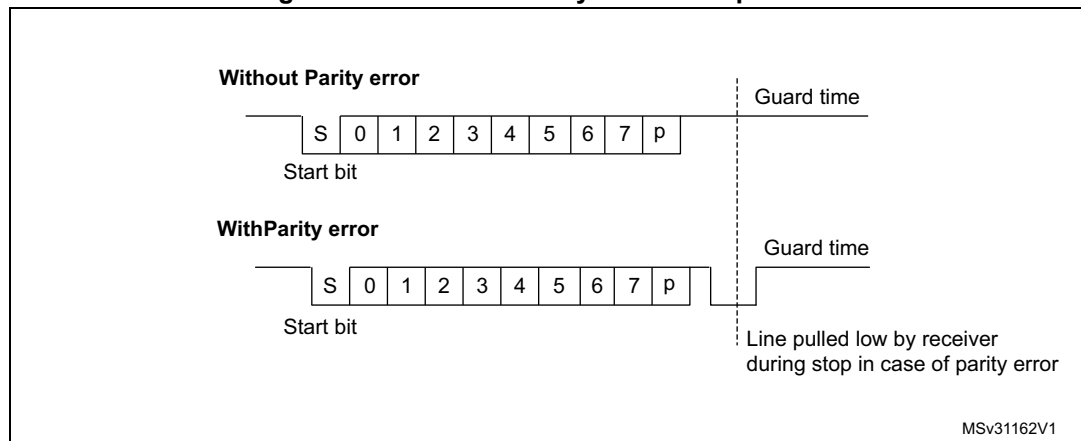 Without Parity error
Guard time
S 0 1 2 3 4 5 6 7 p
Start bit
WithParity error
Guard time
S 0 1 2 3 4 5 6 7 p
Start bit
Line pulled low by receiver
during stop in case of parity error
MSv31162V1